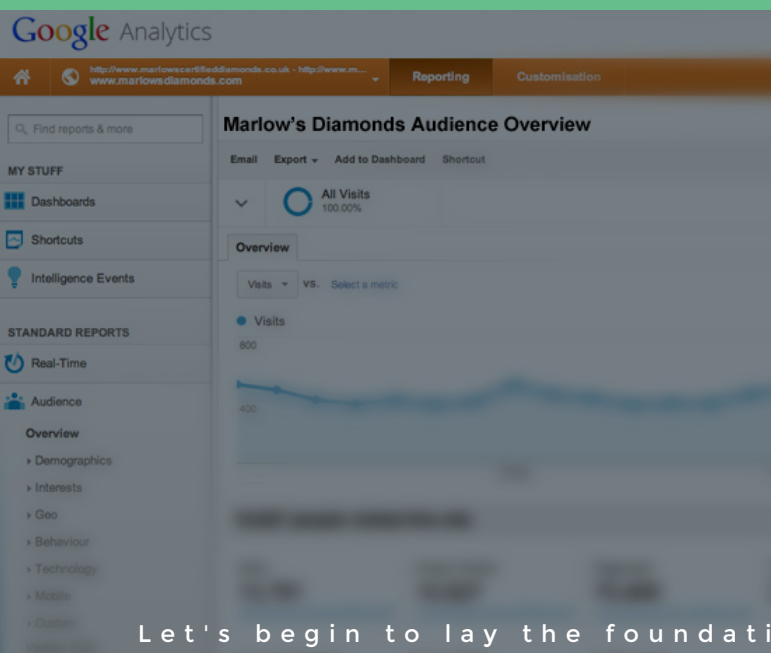 Google Analytics
http://www.marlowscertifieddiamonds.co.uk - http://www.m...
www.marlowsdiamonds.com
Reporting
Customisation
Find reports & more
Marlow's Diamonds Audience Overview
Email Export Add to Dashboard Shortcut
MY STUFF
All Visits
100.00%
Dashboards
Shortcuts
Overview
Intelligence Events
Visits VS. Select a metric
Visits
STANDARD REPORTS
800
Real-Time
Audience
400
Overview
Demographics
Interests
Geo
Behaviour
Technology
Mobile
Custom
Let's begin to lay the foundati